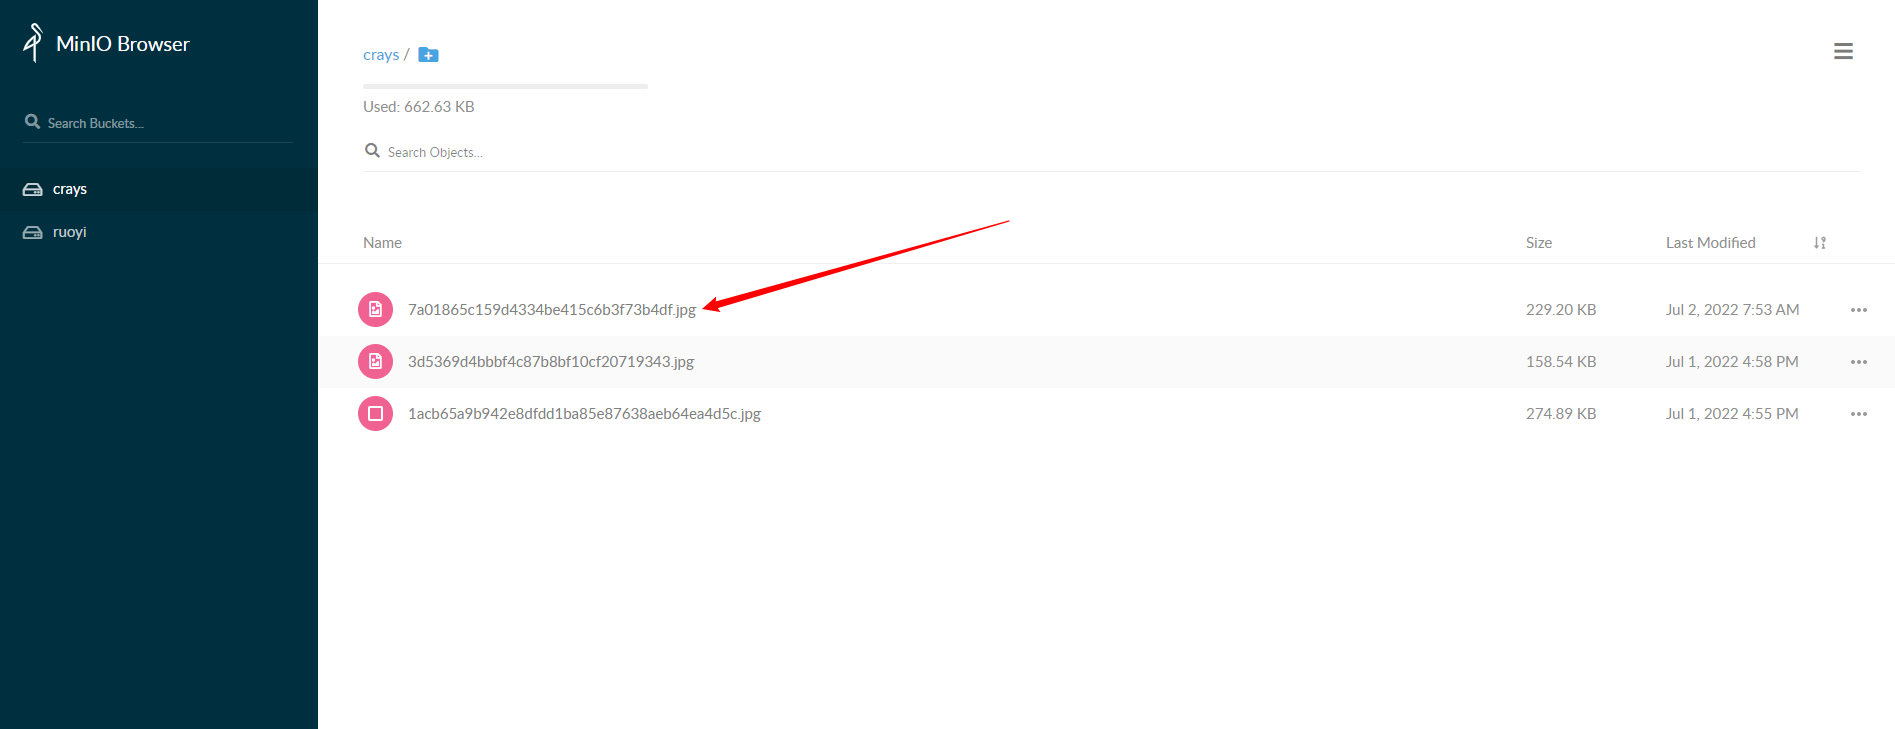 MinIO Browser
Search Buckets...
crays
ruoyi
crays /
Used: 662.63 KB
Search Objects...
Name Size Last Modified
7a01865c159d4334be415c6b3f73b4df.jpg 229.20 KB Jul 2, 2022 7:53 AM
3d5369d4bbbf4c87b8bf10cf20719343.jpg 158.54 KB Jul 1, 2022 4:58 PM
1acb65a9b942e8dfdd1ba85e87638aeb64ea4d5c.jpg 274.89 KB Jul 1, 2022 4:55 PM